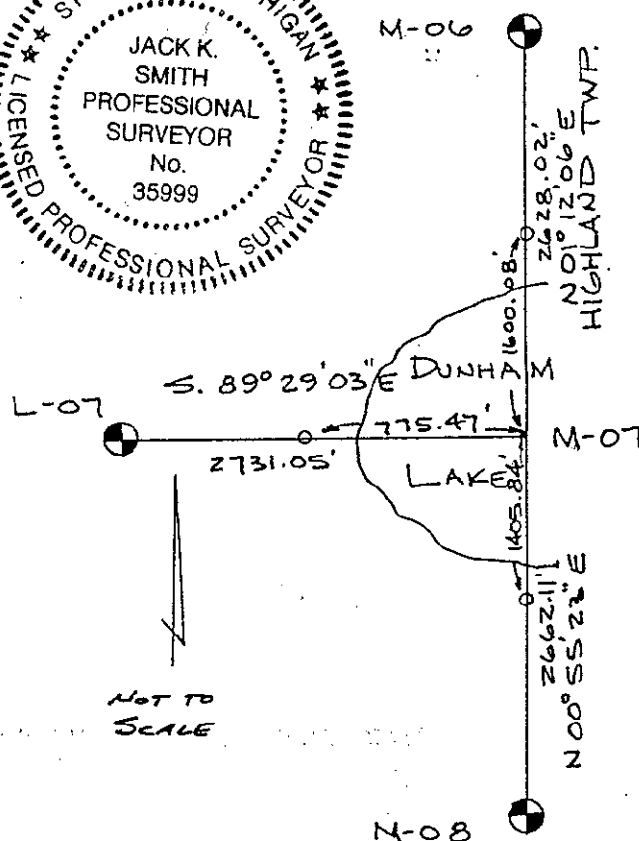 ST
HIGAN
LICENSED PROFESSIONAL SURVEYOR
JACK K.
SMITH
PROFESSIONAL
SURVEYOR
No.
35999
M-06
2628.02'
N 01° 12' 06" E
HIGHLAND TWP.
1600.08'
S. 89° 29' 03" E
DUNHAM
L-07
775.47'
M-07
2731.05'
LAKE
1405.84'
2662.11'
N 00° 55' 22" E
NOT TO
SCALE
M-08